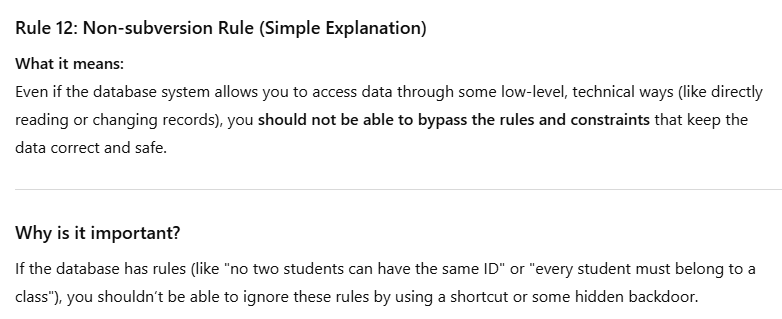 Rule 12: Non-subversion Rule (Simple Explanation)
What it means:
Even if the database system allows you to access data through some low-level, technical ways (like directly
reading or changing records), you should not be able to bypass the rules and constraints that keep the
data correct and safe.
Why is it important?
If the database has rules (like "no two students can have the same ID" or "every student must belong to a
class"), you shouldn't be able to ignore these rules by using a shortcut or some hidden backdoor.